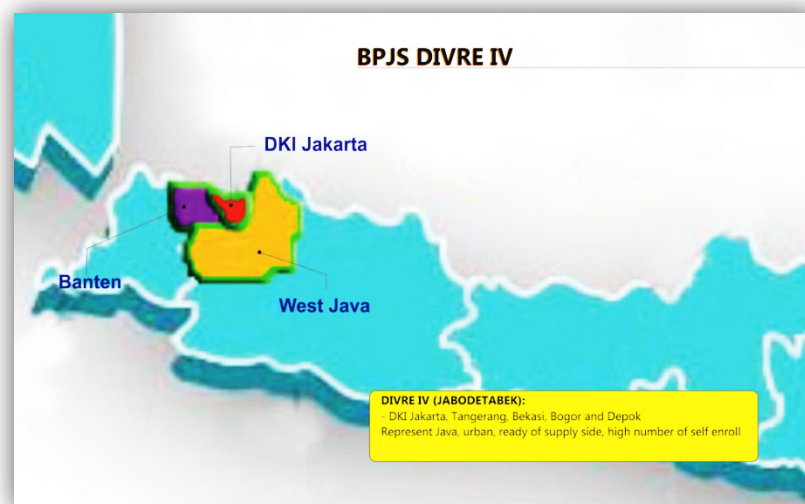 BPJS DIVRE IV
DKI Jakarta
Banten
West Java
DIVRE IV (JABODETABEK):
- DKI Jakarta, Tangerang, Bekasi, Bogor and Depok
Represent Java, urban, ready of supply side, high number of self enroll